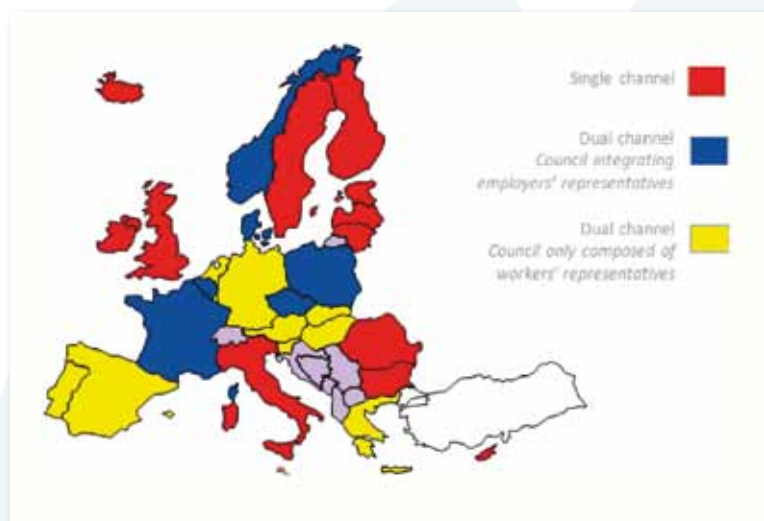 Single channel
Dual channel
Council integrating
employers' representatives
Dual channel
Council only composed of
workers' representatives